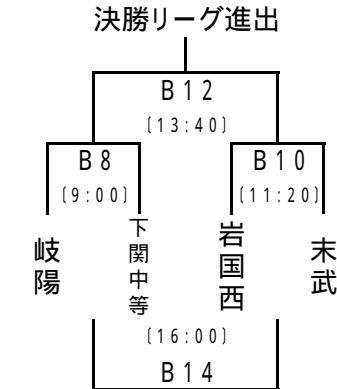 決勝リーグ進出
B12
(13:40)
B8
B10
(9:00)
(11:20)
岐陽
下関中等
岩国西
末武
(16:00)
B14